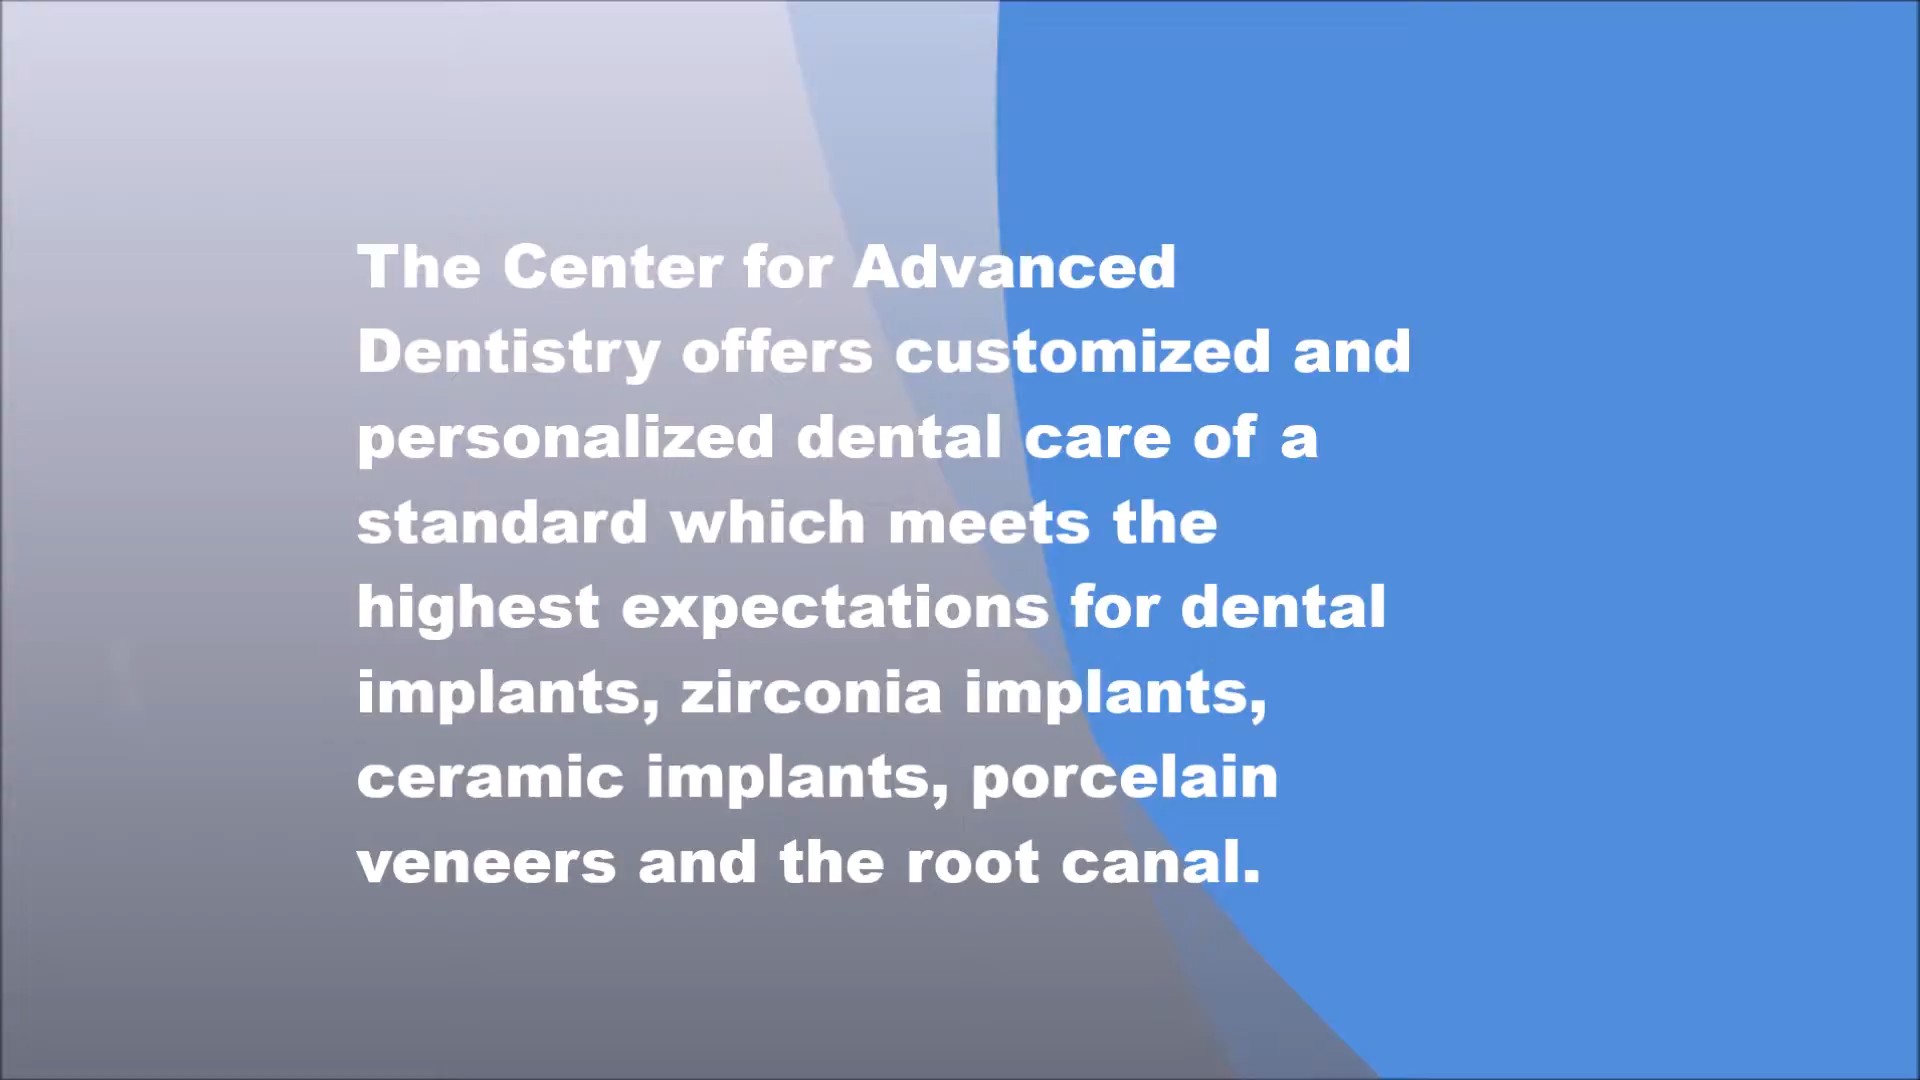 The Center for Advanced
Dentistry offers customized and
personalized dental care of a
standard which meets the
highest expectations for dental
implants, zirconia implants,
ceramic implants, porcelain
veneers and the root canal.